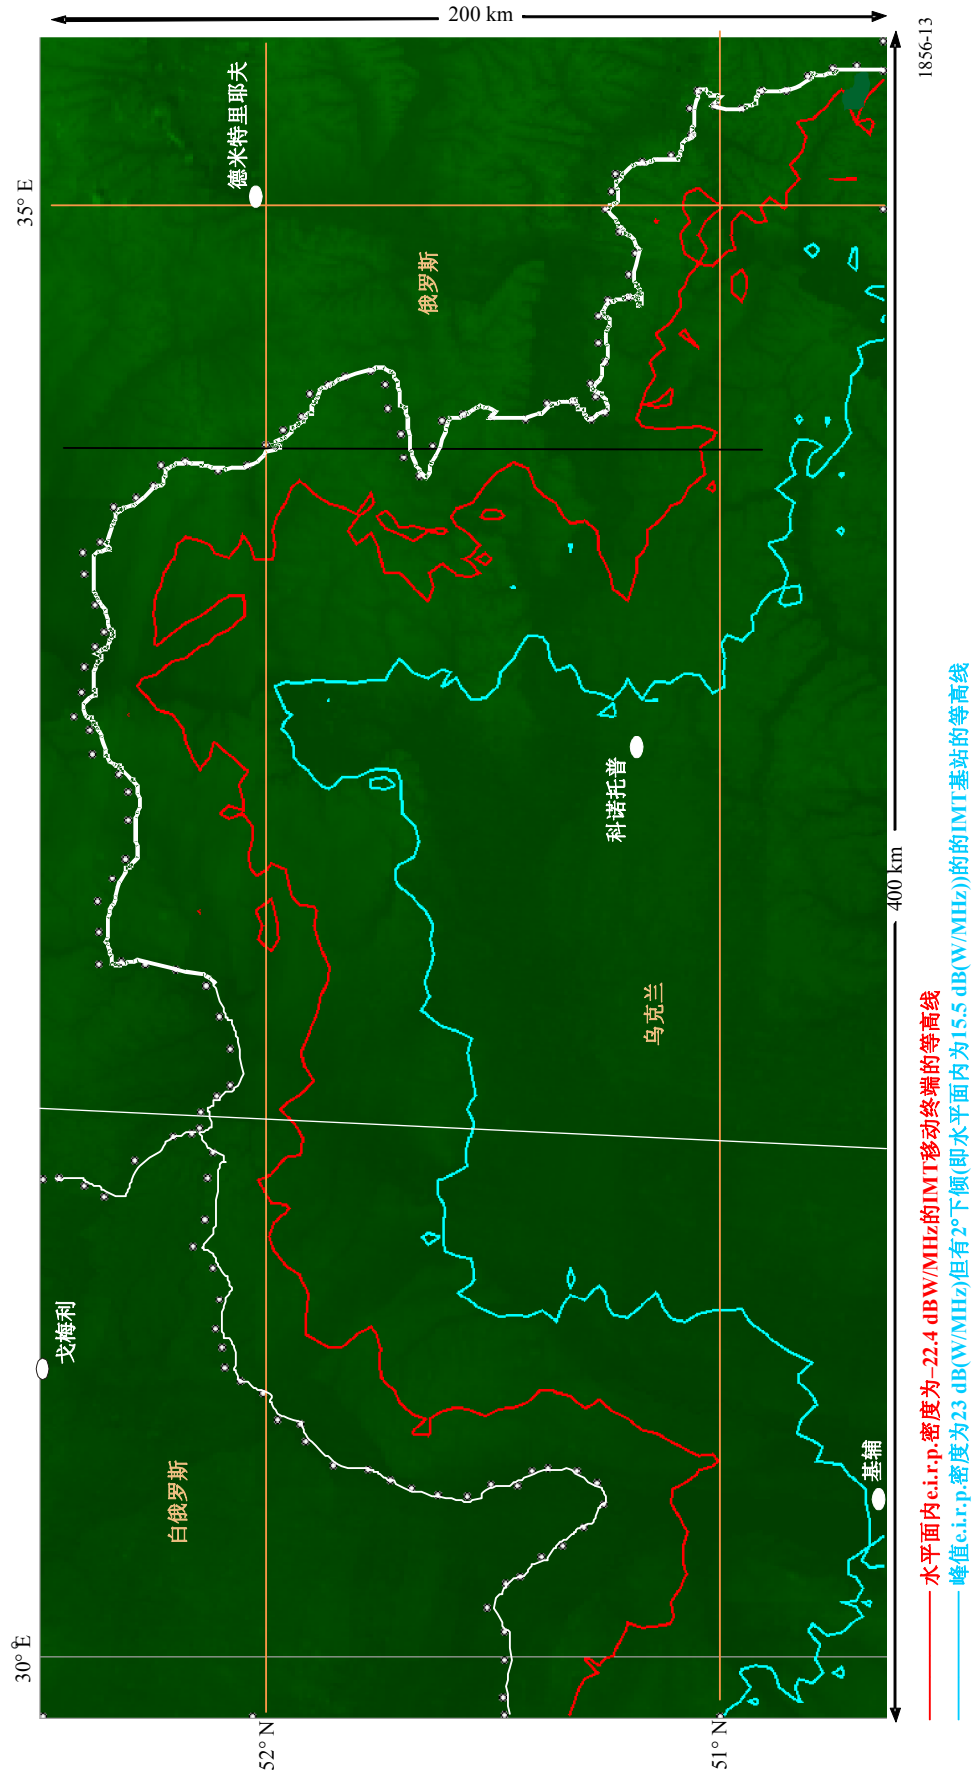 200 km
1856-13
35° E
德米特里耶夫
俄罗斯
科诺托普
400 km
乌克兰
戈梅利
白俄罗斯
基辅
30° E
52° N
51° N
水平面内e.i.r.p.密度为–22.4 dBW/MHz的IMT移动终端的等高线
峰值e.i.r.p.密度为23 dB(W/MHz)但有2°下倾(即水平面内为15.5 dB(W/MHz))的的IMT基站的等高线